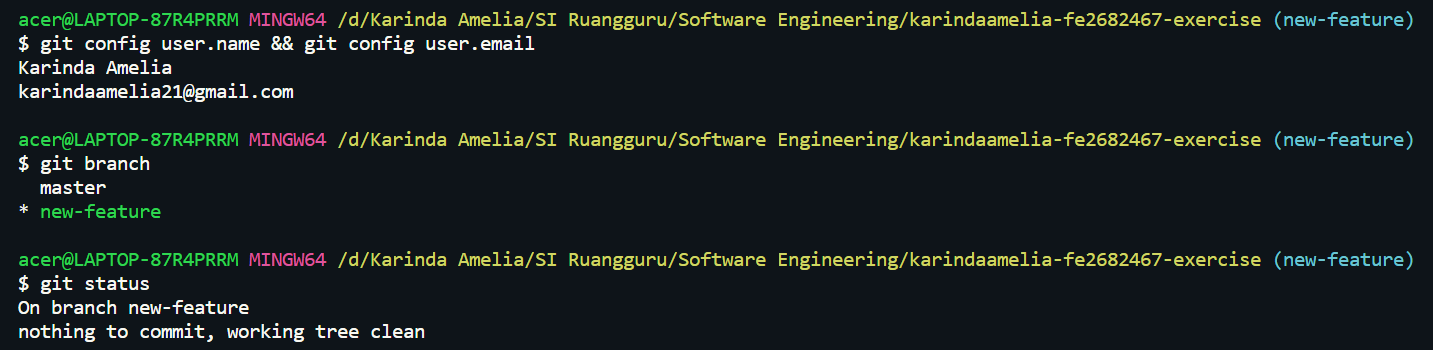 acer@LAPTOP-87R4PRRM MINGW64 /d/Karinda Amelia/SI Ruangguru/Software Engineering/karindaamelia-fe2682467-exercise (new-feature)
$ git config user.name && git config user.email
Karinda Amelia
karindaamelia21@gmail.com
acer@LAPTOP-87R4PRRM MINGW64 /d/Karinda Amelia/SI Ruangguru/Software Engineering/karindaamelia-fe2682467-exercise (new-feature)
$ git branch
  master
* new-feature
acer@LAPTOP-87R4PRRM MINGW64 /d/Karinda Amelia/SI Ruangguru/Software Engineering/karindaamelia-fe2682467-exercise (new-feature)
$ git status
On branch new-feature
nothing to commit, working tree clean